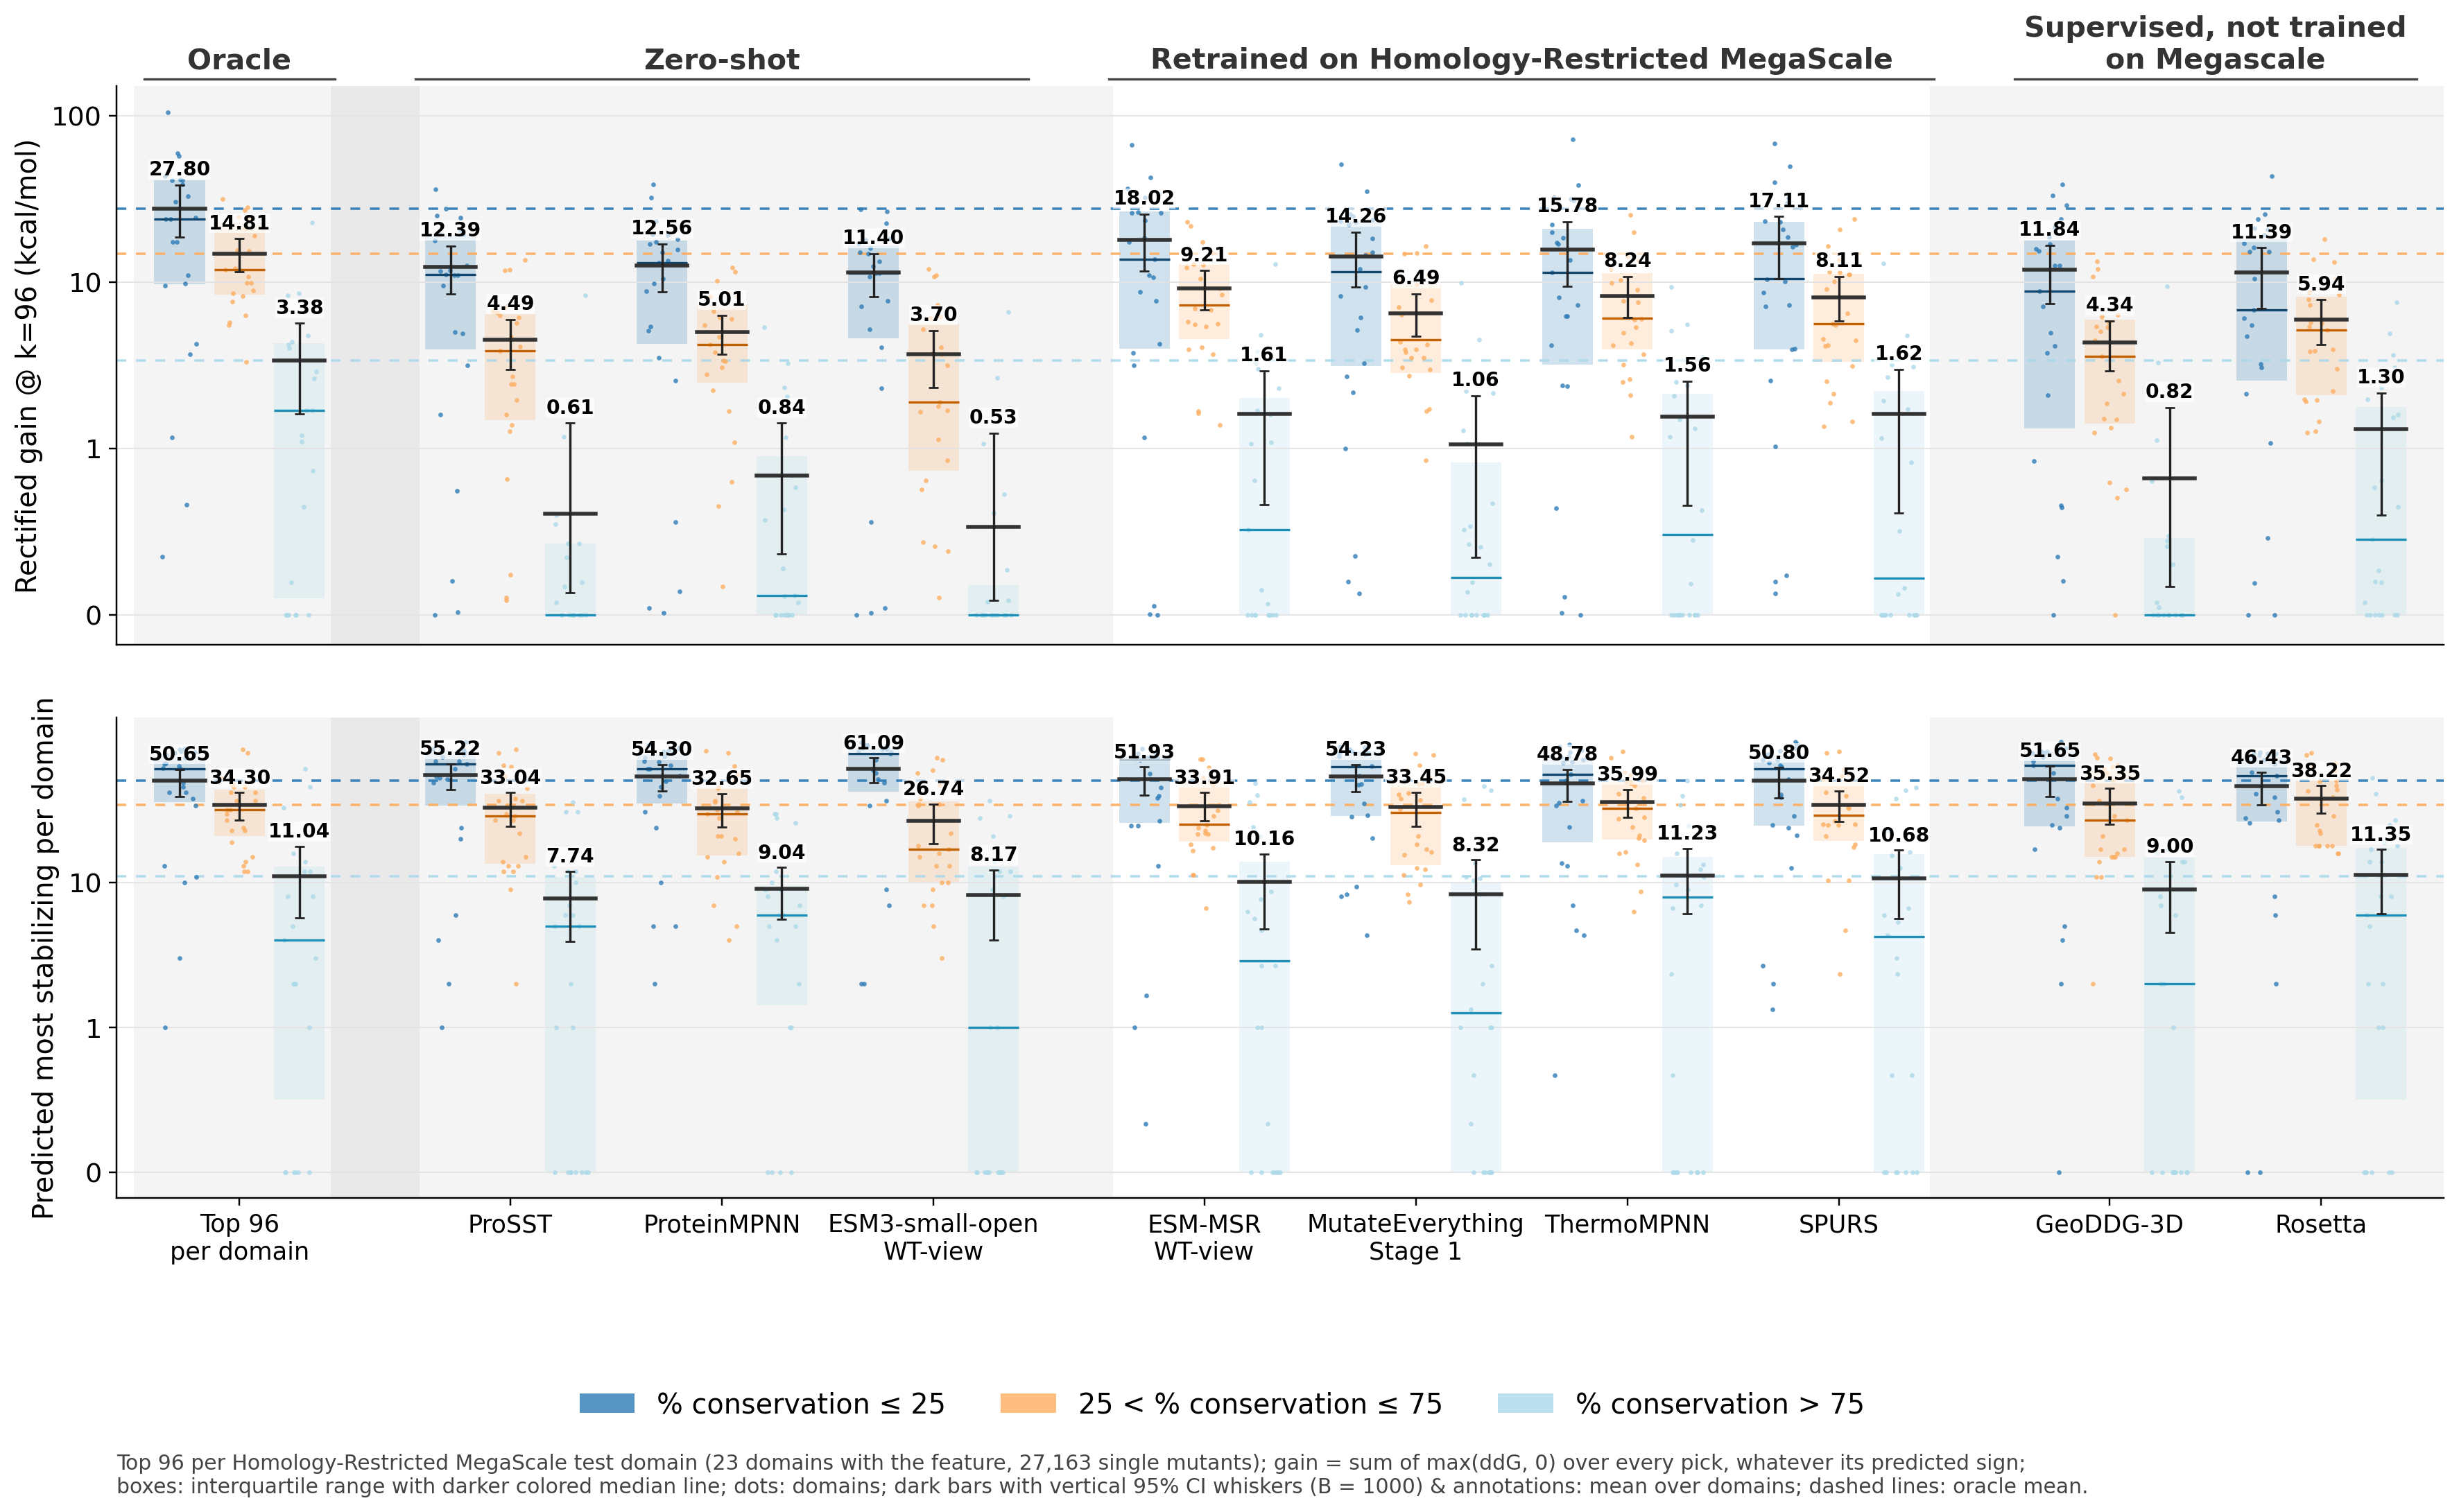 Oracle
Zero-shot
Retrained on Homology-Restricted MegaScale
Supervised, not trained
on Megascale
Rectified gain @ k=96 (kcal/mol)
100
10
1
0
27.80
14.81
3.38
12.39
4.49
0.61
12.56
5.01
0.84
11.40
3.70
0.53
18.02
9.21
1.61
14.26
6.49
1.06
15.78
8.24
1.56
17.11
8.11
1.62
11.84
4.34
0.82
11.39
5.94
1.30
Predicted most stabilizing per domain
10
1
0
50.65
34.30
11.04
55.22
33.04
7.74
54.30
32.65
9.04
61.09
26.74
8.17
51.93
33.91
10.16
54.23
33.45
8.32
48.78
35.99
11.23
50.80
34.52
10.68
51.65
35.35
9.00
46.43
38.22
11.35
Top 96
per domain
ProSST
ProteinMPNN
ESM3-small-open
WT-view
ESM-MSR
WT-view
MutateEverything
Stage 1
ThermoMPNN
SPURS
GeoDDG-3D
Rosetta
% conservation ≤ 25
25 < % conservation ≤ 75
% conservation > 75
Top 96 per Homology-Restricted MegaScale test domain (23 domains with the feature, 27,163 single mutants); gain = sum of max(ddG, 0) over every pick, whatever its predicted sign;
boxes: interquartile range with darker colored median line; dots: domains; dark bars with vertical 95% CI whiskers (B = 1000) & annotations: mean over domains; dashed lines: oracle mean.